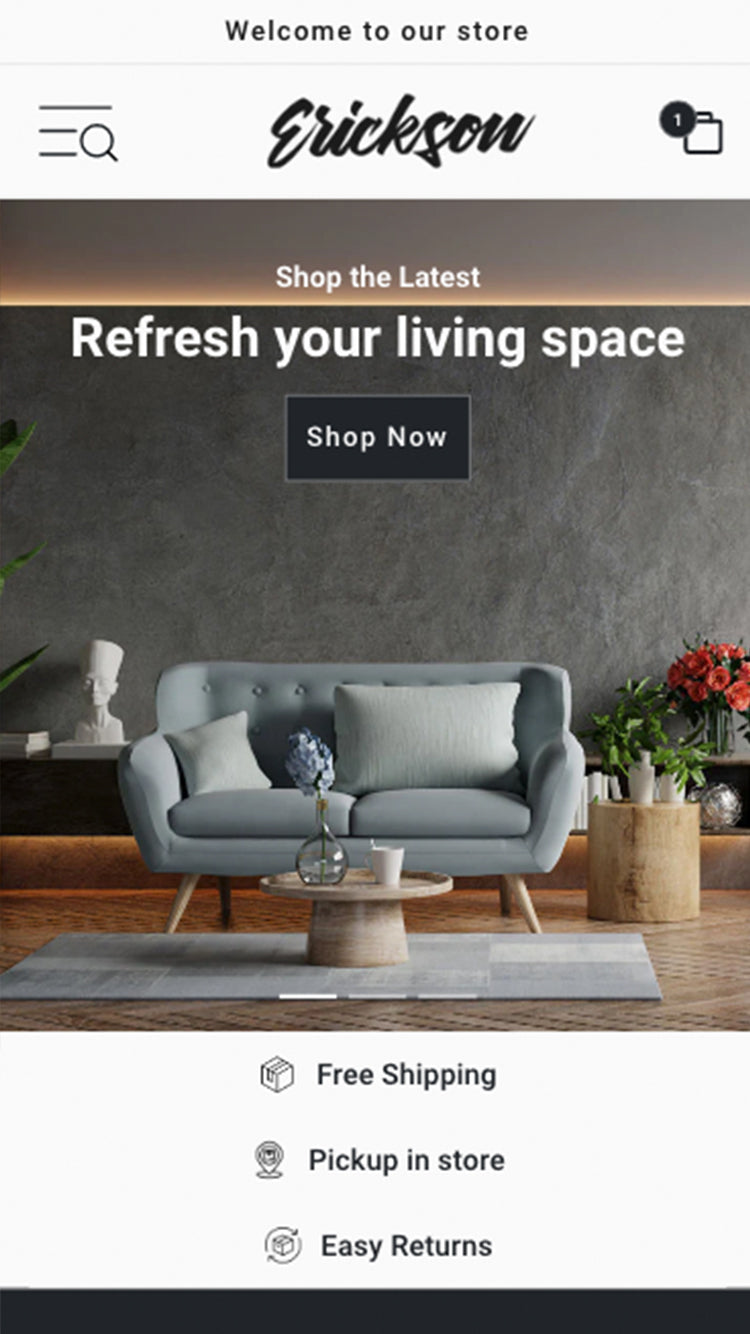 Welcome to our store
Erickson
1
Shop the Latest
Refresh your living space
Shop Now
Free Shipping
Pickup in store
Easy Returns